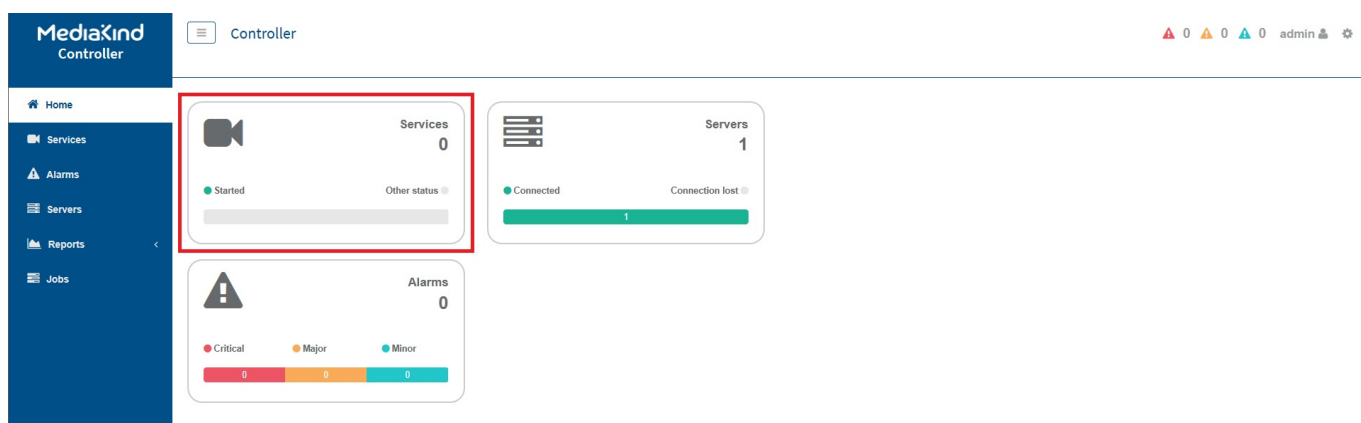 MediaKind
Controller
Controller
0 0 0 admin
Home
Services
Alarms
Servers
Reports <
Jobs
Services
0
Started Other status
Servers
1
Connected Connection lost
1
Alarms
0
Critical Major Minor
0 0 0